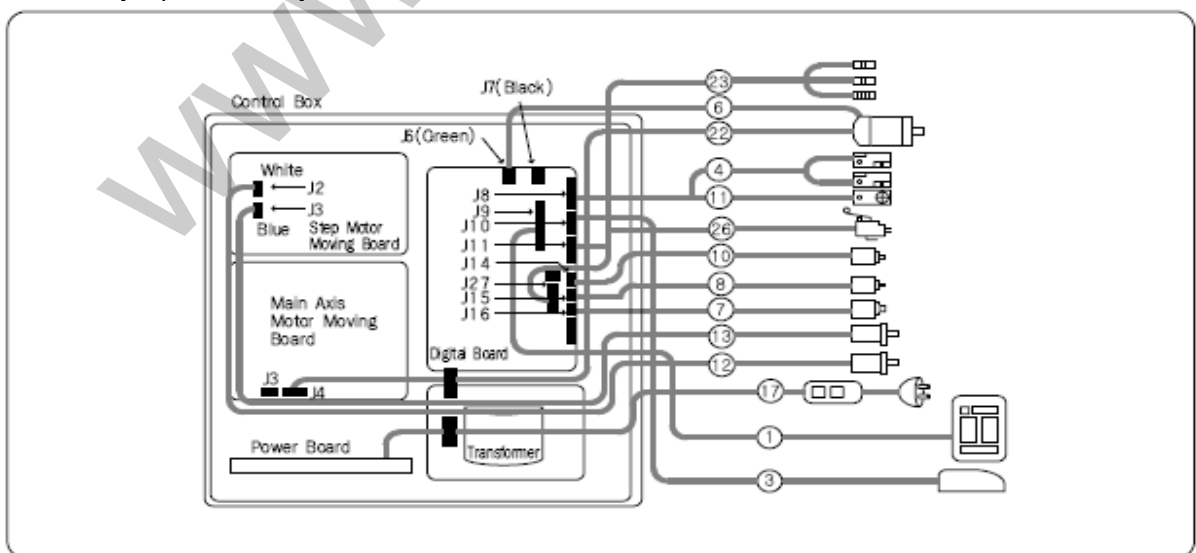 WWW
Control Box
J7(Black)
J6(Green)
White
J2
J3
Blue
Step Motor
Moving Board
Main Axis
Motor Moving
Board
J3
J4
Power Board
J8
J9
J10
J11
J14
J27
J15
J16
Digital Board
Transformer
23
6
22
4
11
26
10
8
7
13
12
17
1
3